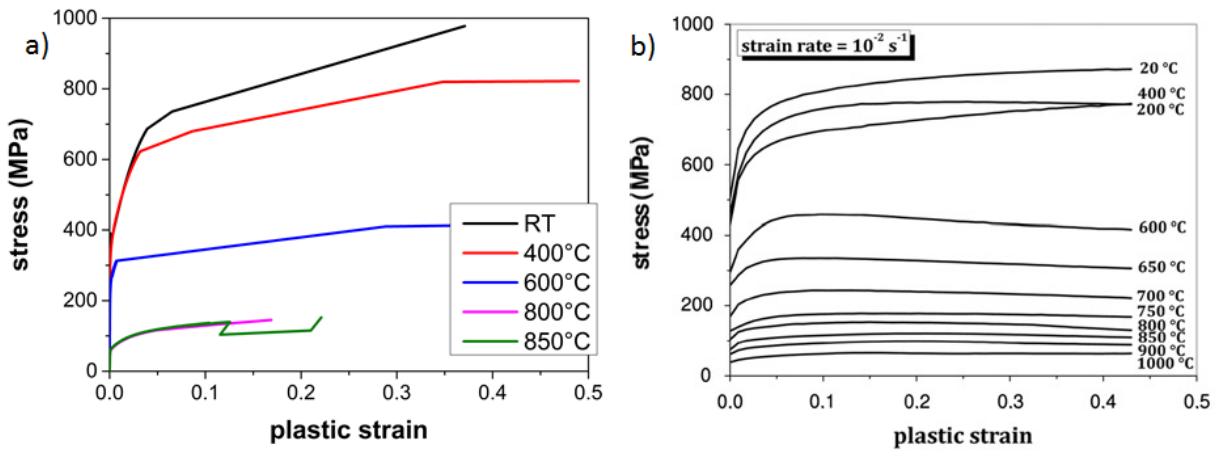 a)
1000
800
600
400
200
0
stress (MPa)
0.0
0.1
0.2
0.3
0.4
0.5
plastic strain
RT
400°C
600°C
800°C
850°C
b)
1000
800
600
400
200
0
stress (MPa)
0.0
0.1
0.2
0.3
0.4
0.5
plastic strain
strain rate = 10⁻² s⁻¹
20 °C
400 °C
200 °C
600 °C
650 °C
700 °C
750 °C
800 °C
850 °C
900 °C
1000 °C